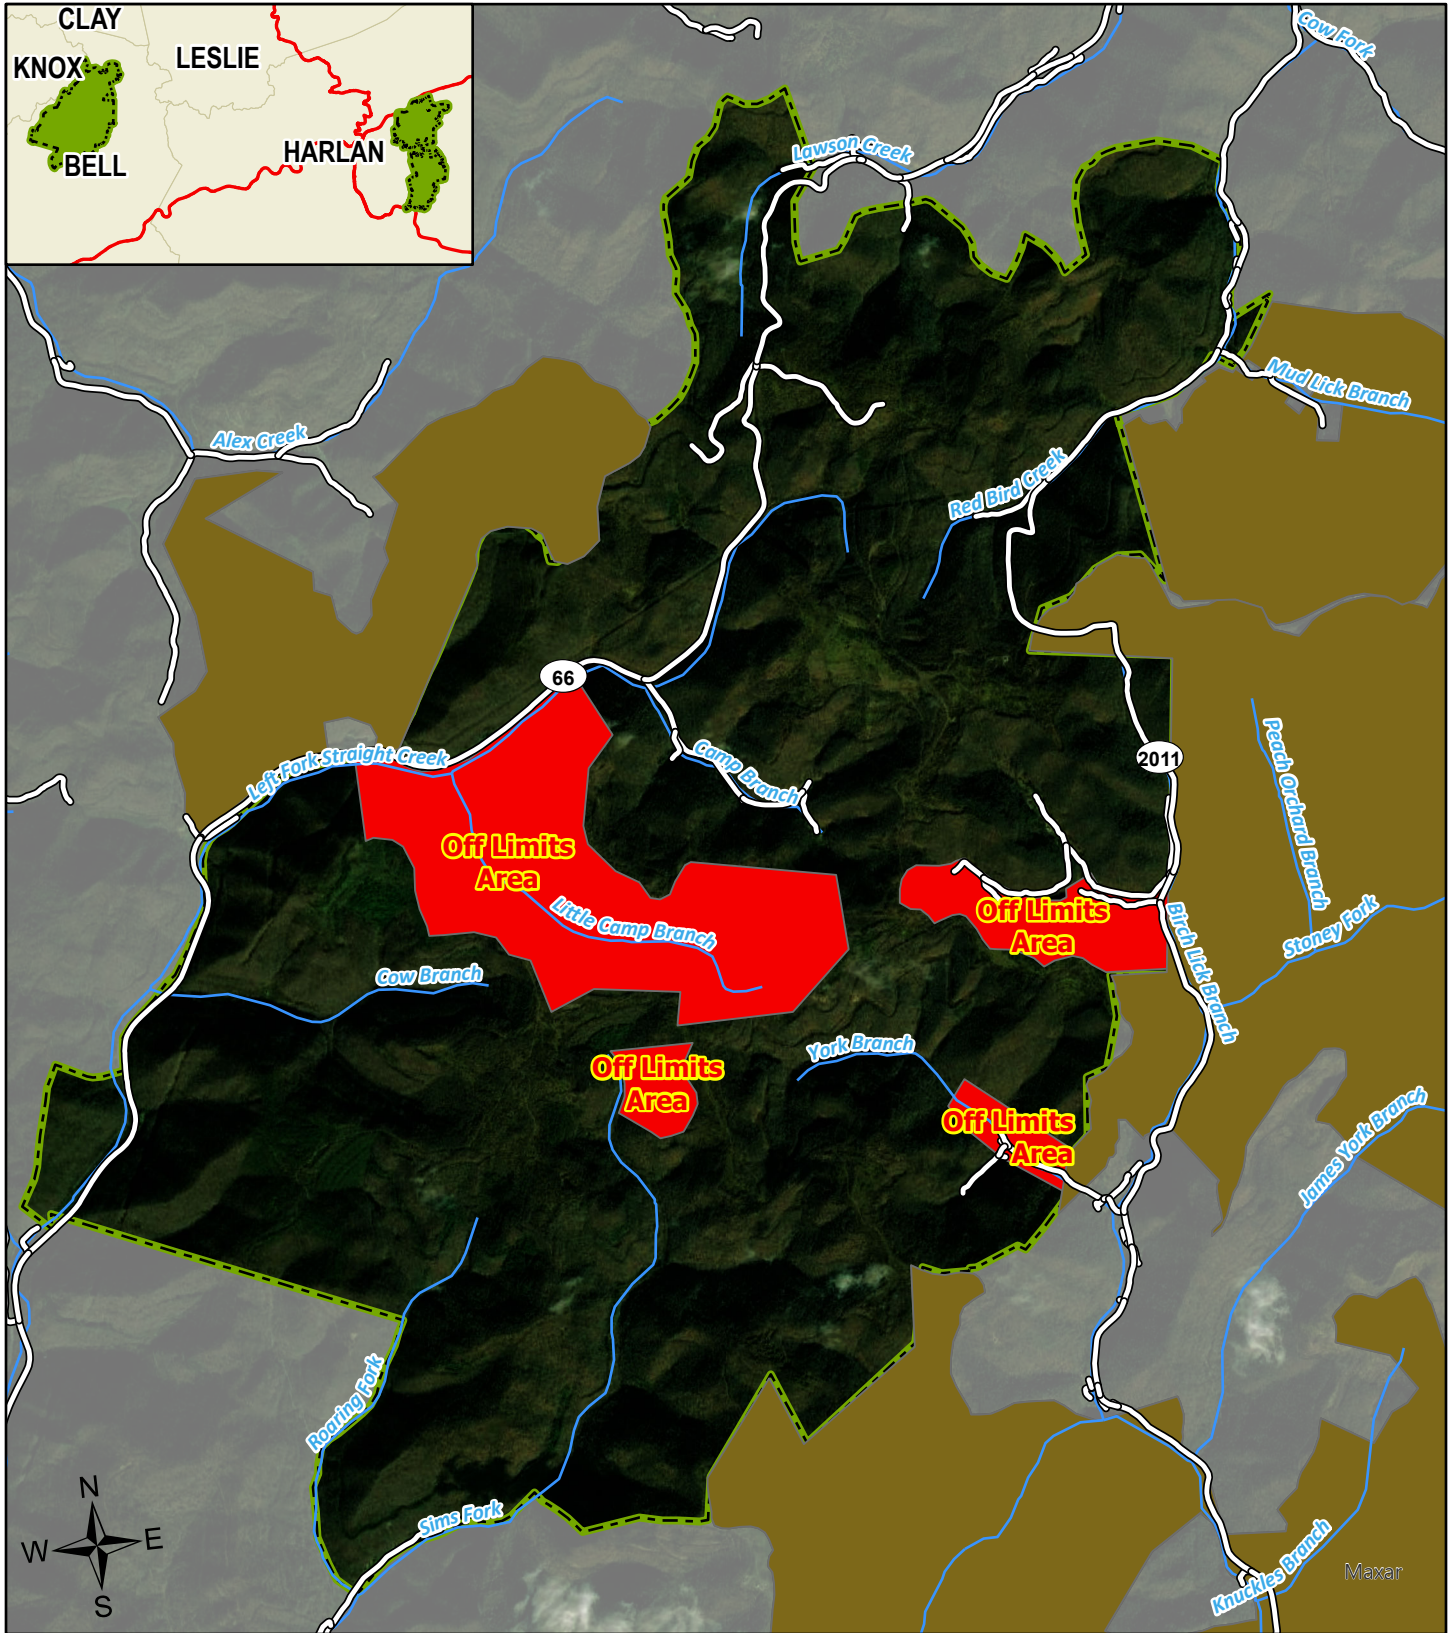 CLAY
KNOX
LESLIE
HARLAN
BELL
Cow Fork
Lawson Creek
Mud Lick Branch
Alex Creek
Red Bird Creek
66
Left Fork Straight Creek
Camp Branch
2011
Peach Orchard Branch
Off Limits
Area
Little Camp Branch
Off Limits
Area
Birch Lick Branch
Stoney Fork
Cow Branch
York Branch
Off Limits
Area
Off Limits
Area
James York Branch
Roaring Fork
Sims Fork
Knuckles Branch
Maxar
N
W
E
S